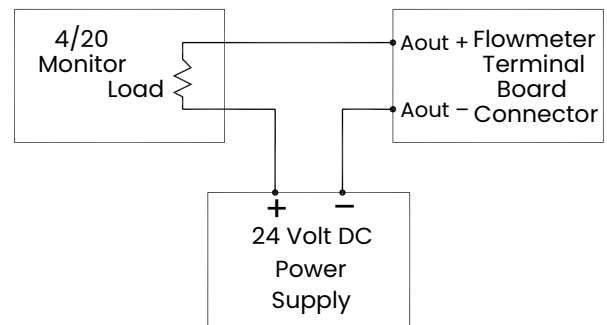 4/20
Monitor
Load
Aout +
Aout –
Flowmeter
Terminal
Board
Connector
+
–
24 Volt DC
Power
Supply